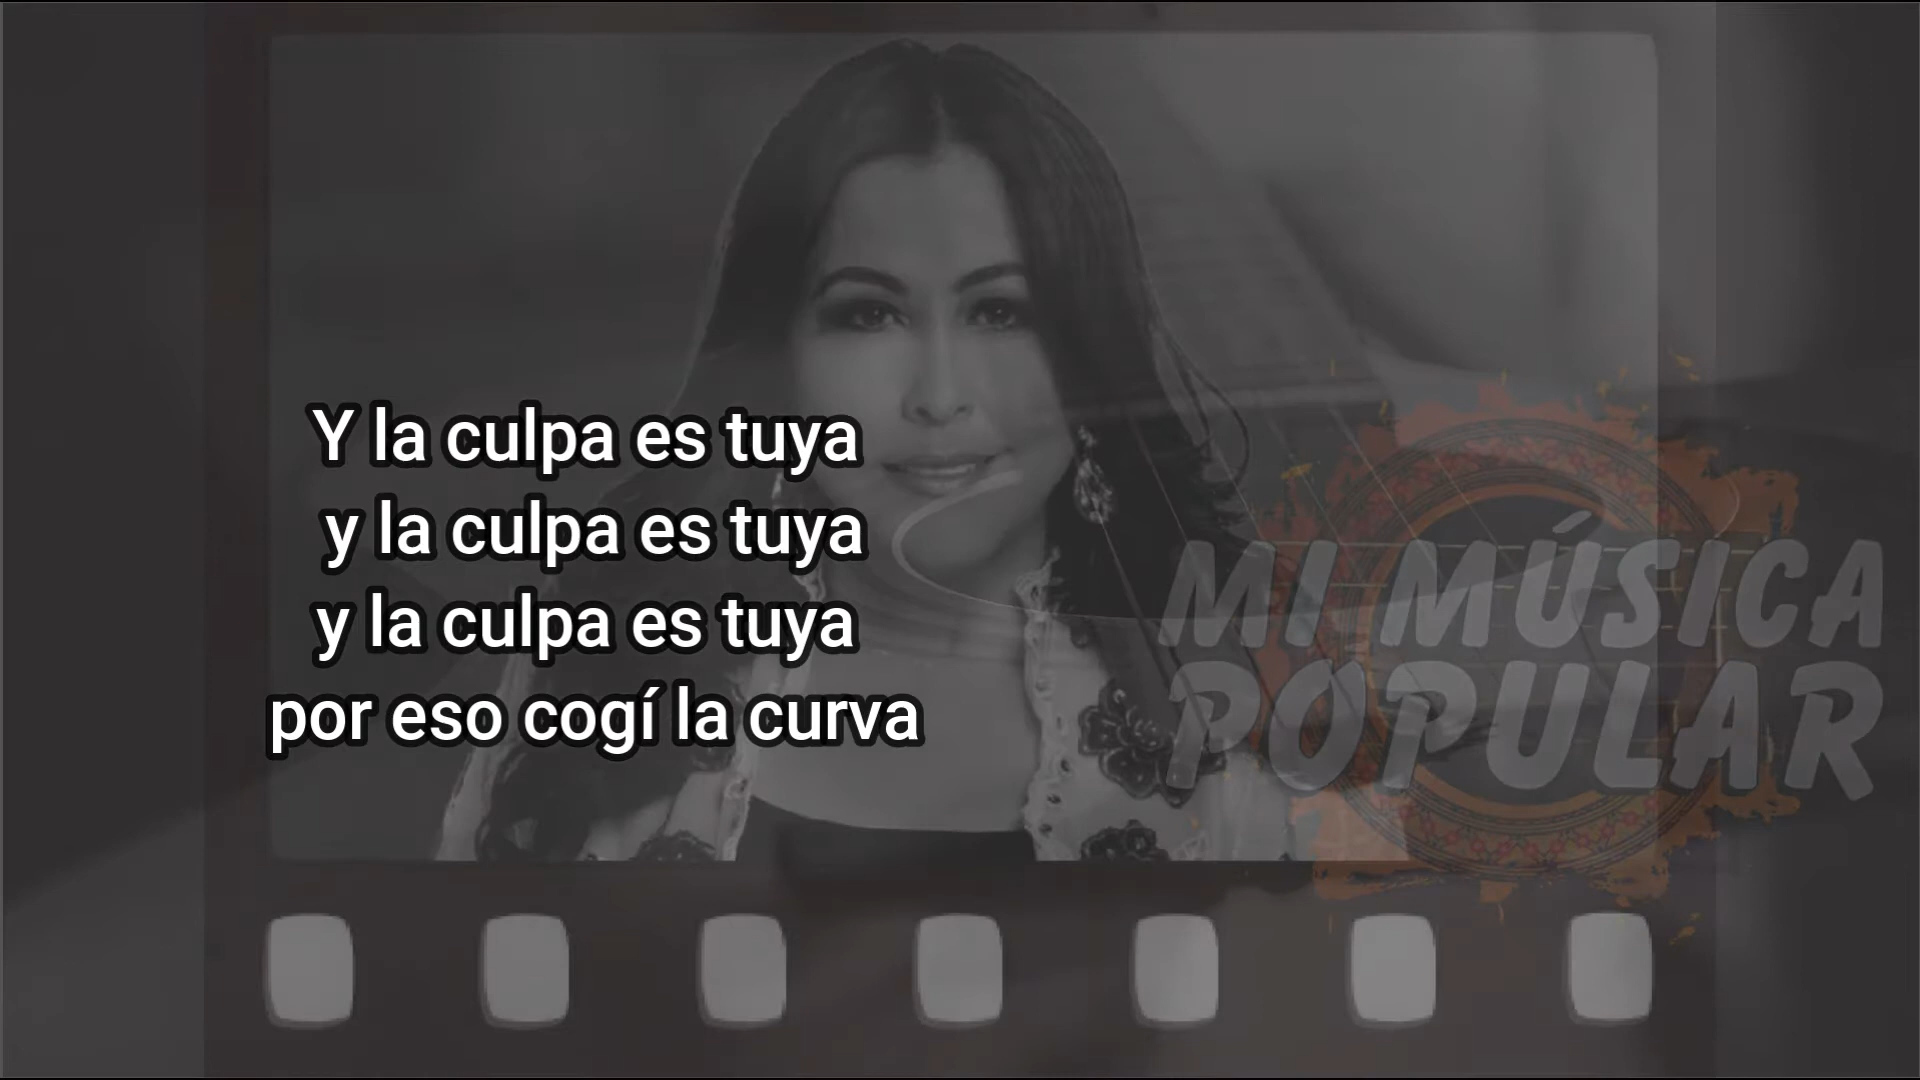 Y la culpa es tuya
y la culpa es tuya
y la culpa es tuya
por eso cogí la curva
MI MÚSICA
POPULAR